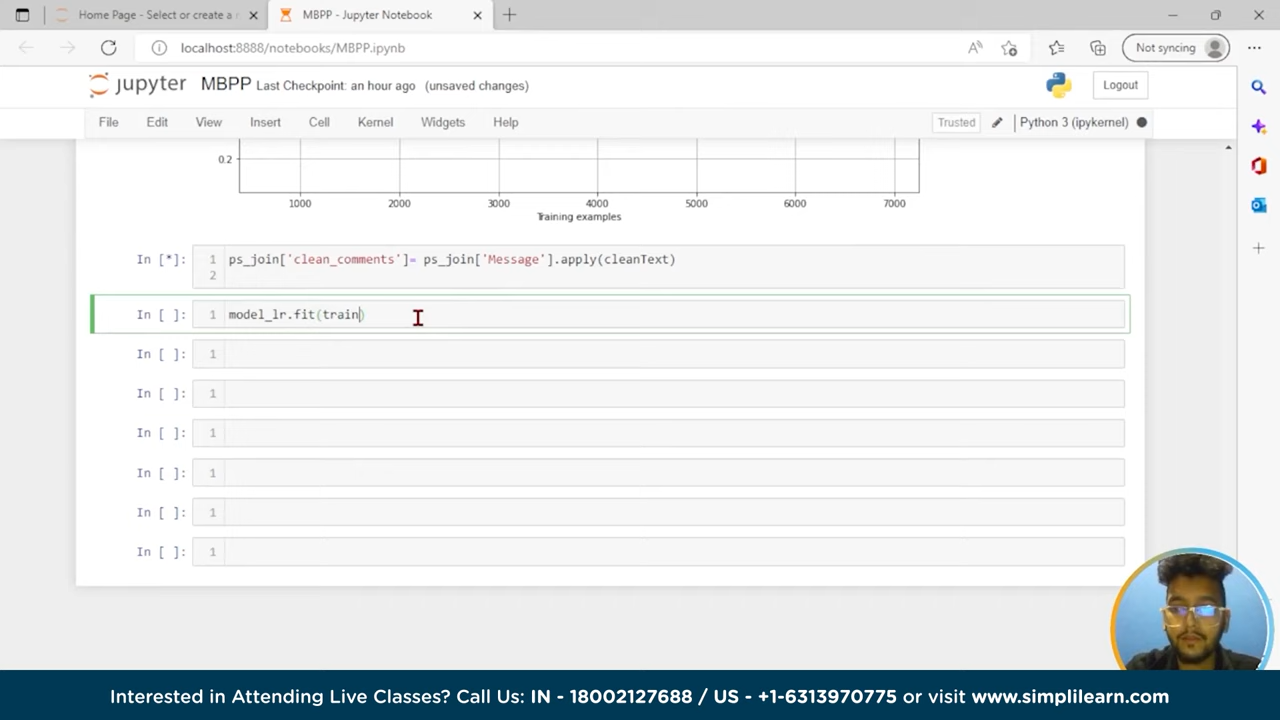 Home Page - Select or create a n
MBPP - Jupyter Notebook
localhost:8888/notebooks/MBPP.ipynb
Not syncing
jupyter MBPP Last Checkpoint: an hour ago (unsaved changes)
Logout
File Edit View Insert Cell Kernel Widgets Help
Trusted
Python 3 (ipykernel)
0.2
1000 2000 3000 4000 5000 6000 7000
Training examples
In [*]: 1 ps_join['clean_comments']= ps_join['Message'].apply(cleanText)
2
In [ ]: 1 model_lr.fit(train)
In [ ]: 1
In [ ]: 1
In [ ]: 1
In [ ]: 1
In [ ]: 1
In [ ]: 1
Interested in Attending Live Classes? Call Us: IN - 18002127688 / US - +1-6313970775 or visit www.simplilearn.com